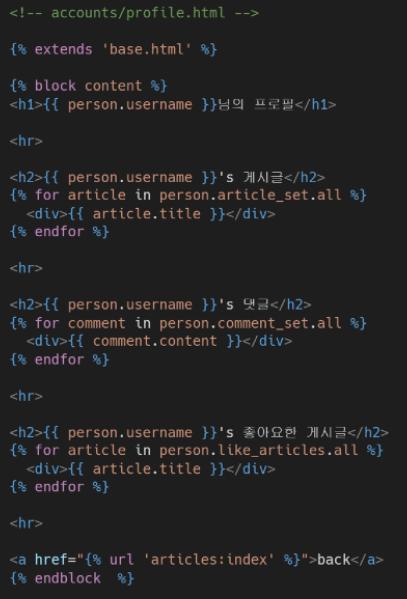 <!-- accounts/profile.html -->
{% extends 'base.html' %}
{% block content %}
<h1>{{ person.username }}님의 프로필</h1>
<hr>
<h2>{{ person.username }}'s 게시글</h2>
{% for article in person.article_set.all %}
<div>{{ article.title }}</div>
{% endfor %}
<hr>
<h2>{{ person.username }}'s 댓글</h2>
{% for comment in person.comment_set.all %}
<div>{{ comment.content }}</div>
{% endfor %}
<hr>
<h2>{{ person.username }}'s 좋아요한 게시글</h2>
{% for article in person.like_articles.all %}
<div>{{ article.title }}</div>
{% endfor %}
<hr>
<a href="{% url 'articles:index' %}">back</a>
{% endblock  %}